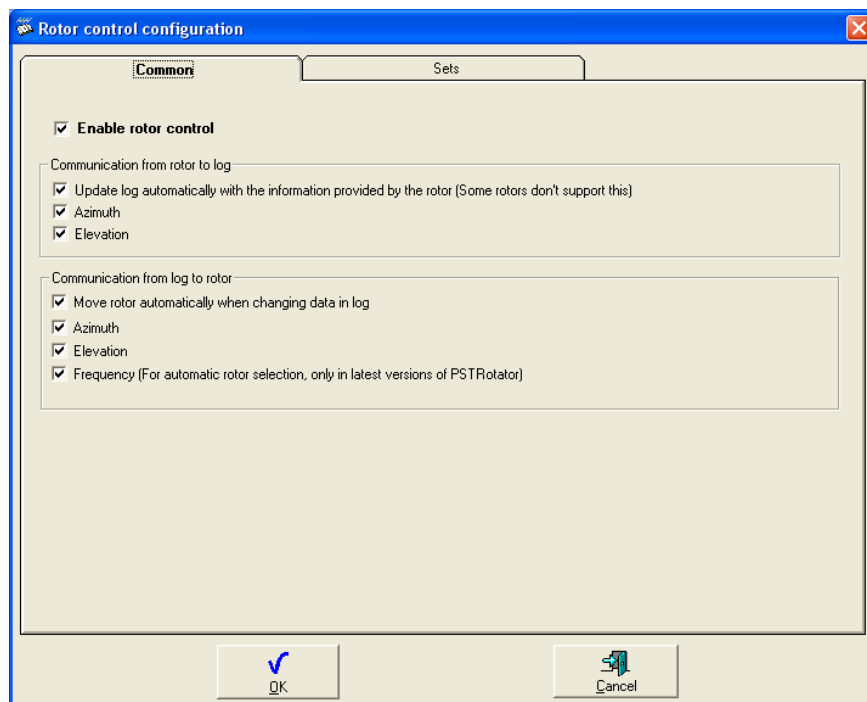 Rotor control configuration
Common
Sets
Enable rotor control
Communication from rotor to log
Update log automatically with the information provided by the rotor (Some rotors don't support this)
Azimuth
Elevation
Communication from log to rotor
Move rotor automatically when changing data in log
Azimuth
Elevation
Frequency (For automatic rotor selection, only in latest versions of PSTRotator)
OK
Cancel